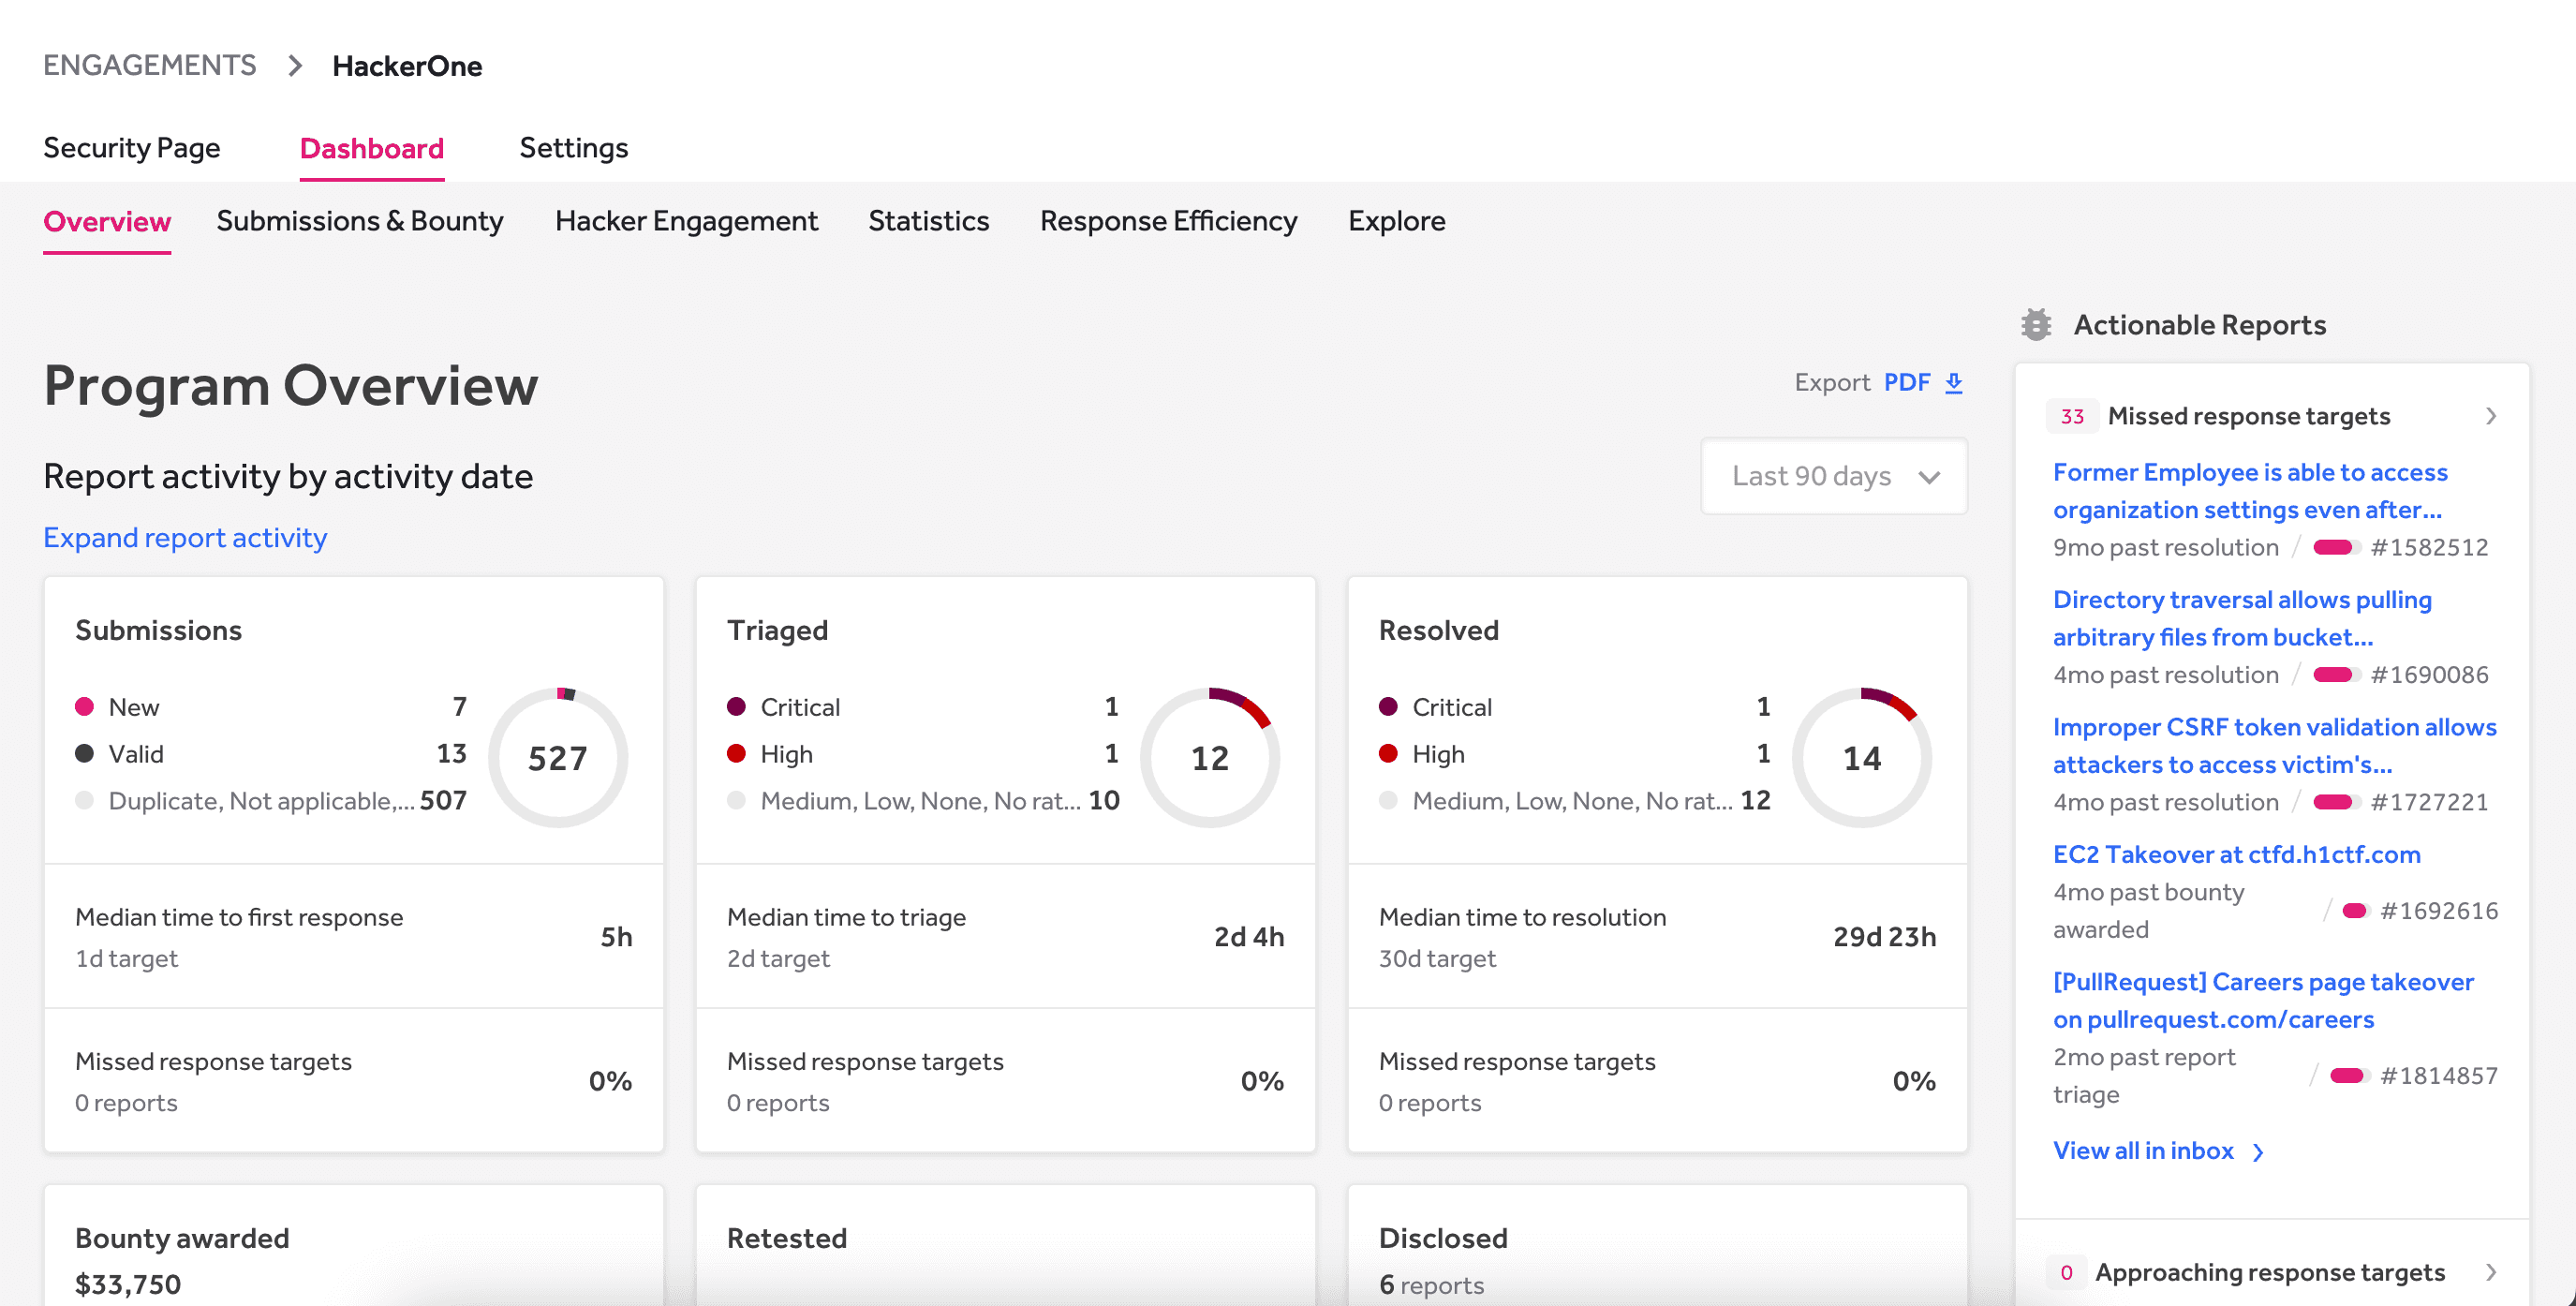 ENGAGEMENTS > HackerOne
Security Page Dashboard Settings
Overview Submissions & Bounty Hacker Engagement Statistics Response Efficiency Explore
Program Overview
Export PDF
Report activity by activity date
Last 90 days
Expand report activity
Submissions
New 7
Valid 13
Duplicate, Not applicable,... 507
527
Median time to first response
1d target
5h
Missed response targets
0 reports
0%
Triaged
Critical 1
High 1
Medium, Low, None, No rat... 10
12
Median time to triage
2d target
2d 4h
Missed response targets
0 reports
0%
Resolved
Critical 1
High 1
Medium, Low, None, No rat... 12
14
Median time to resolution
30d target
29d 23h
Missed response targets
0 reports
0%
Bounty awarded
$33,750
Retested
Disclosed
6 reports
Actionable Reports
33 Missed response targets
Former Employee is able to access
organization settings even after...
9mo past resolution / #1582512
Directory traversal allows pulling
arbitrary files from bucket...
4mo past resolution / #1690086
Improper CSRF token validation allows
attackers to access victim's...
4mo past resolution / #1727221
EC2 Takeover at ctfd.h1ctf.com
4mo past bounty
awarded
/ #1692616
[PullRequest] Careers page takeover
on pullrequest.com/careers
2mo past report
triage
/ #1814857
View all in inbox
0 Approaching response targets